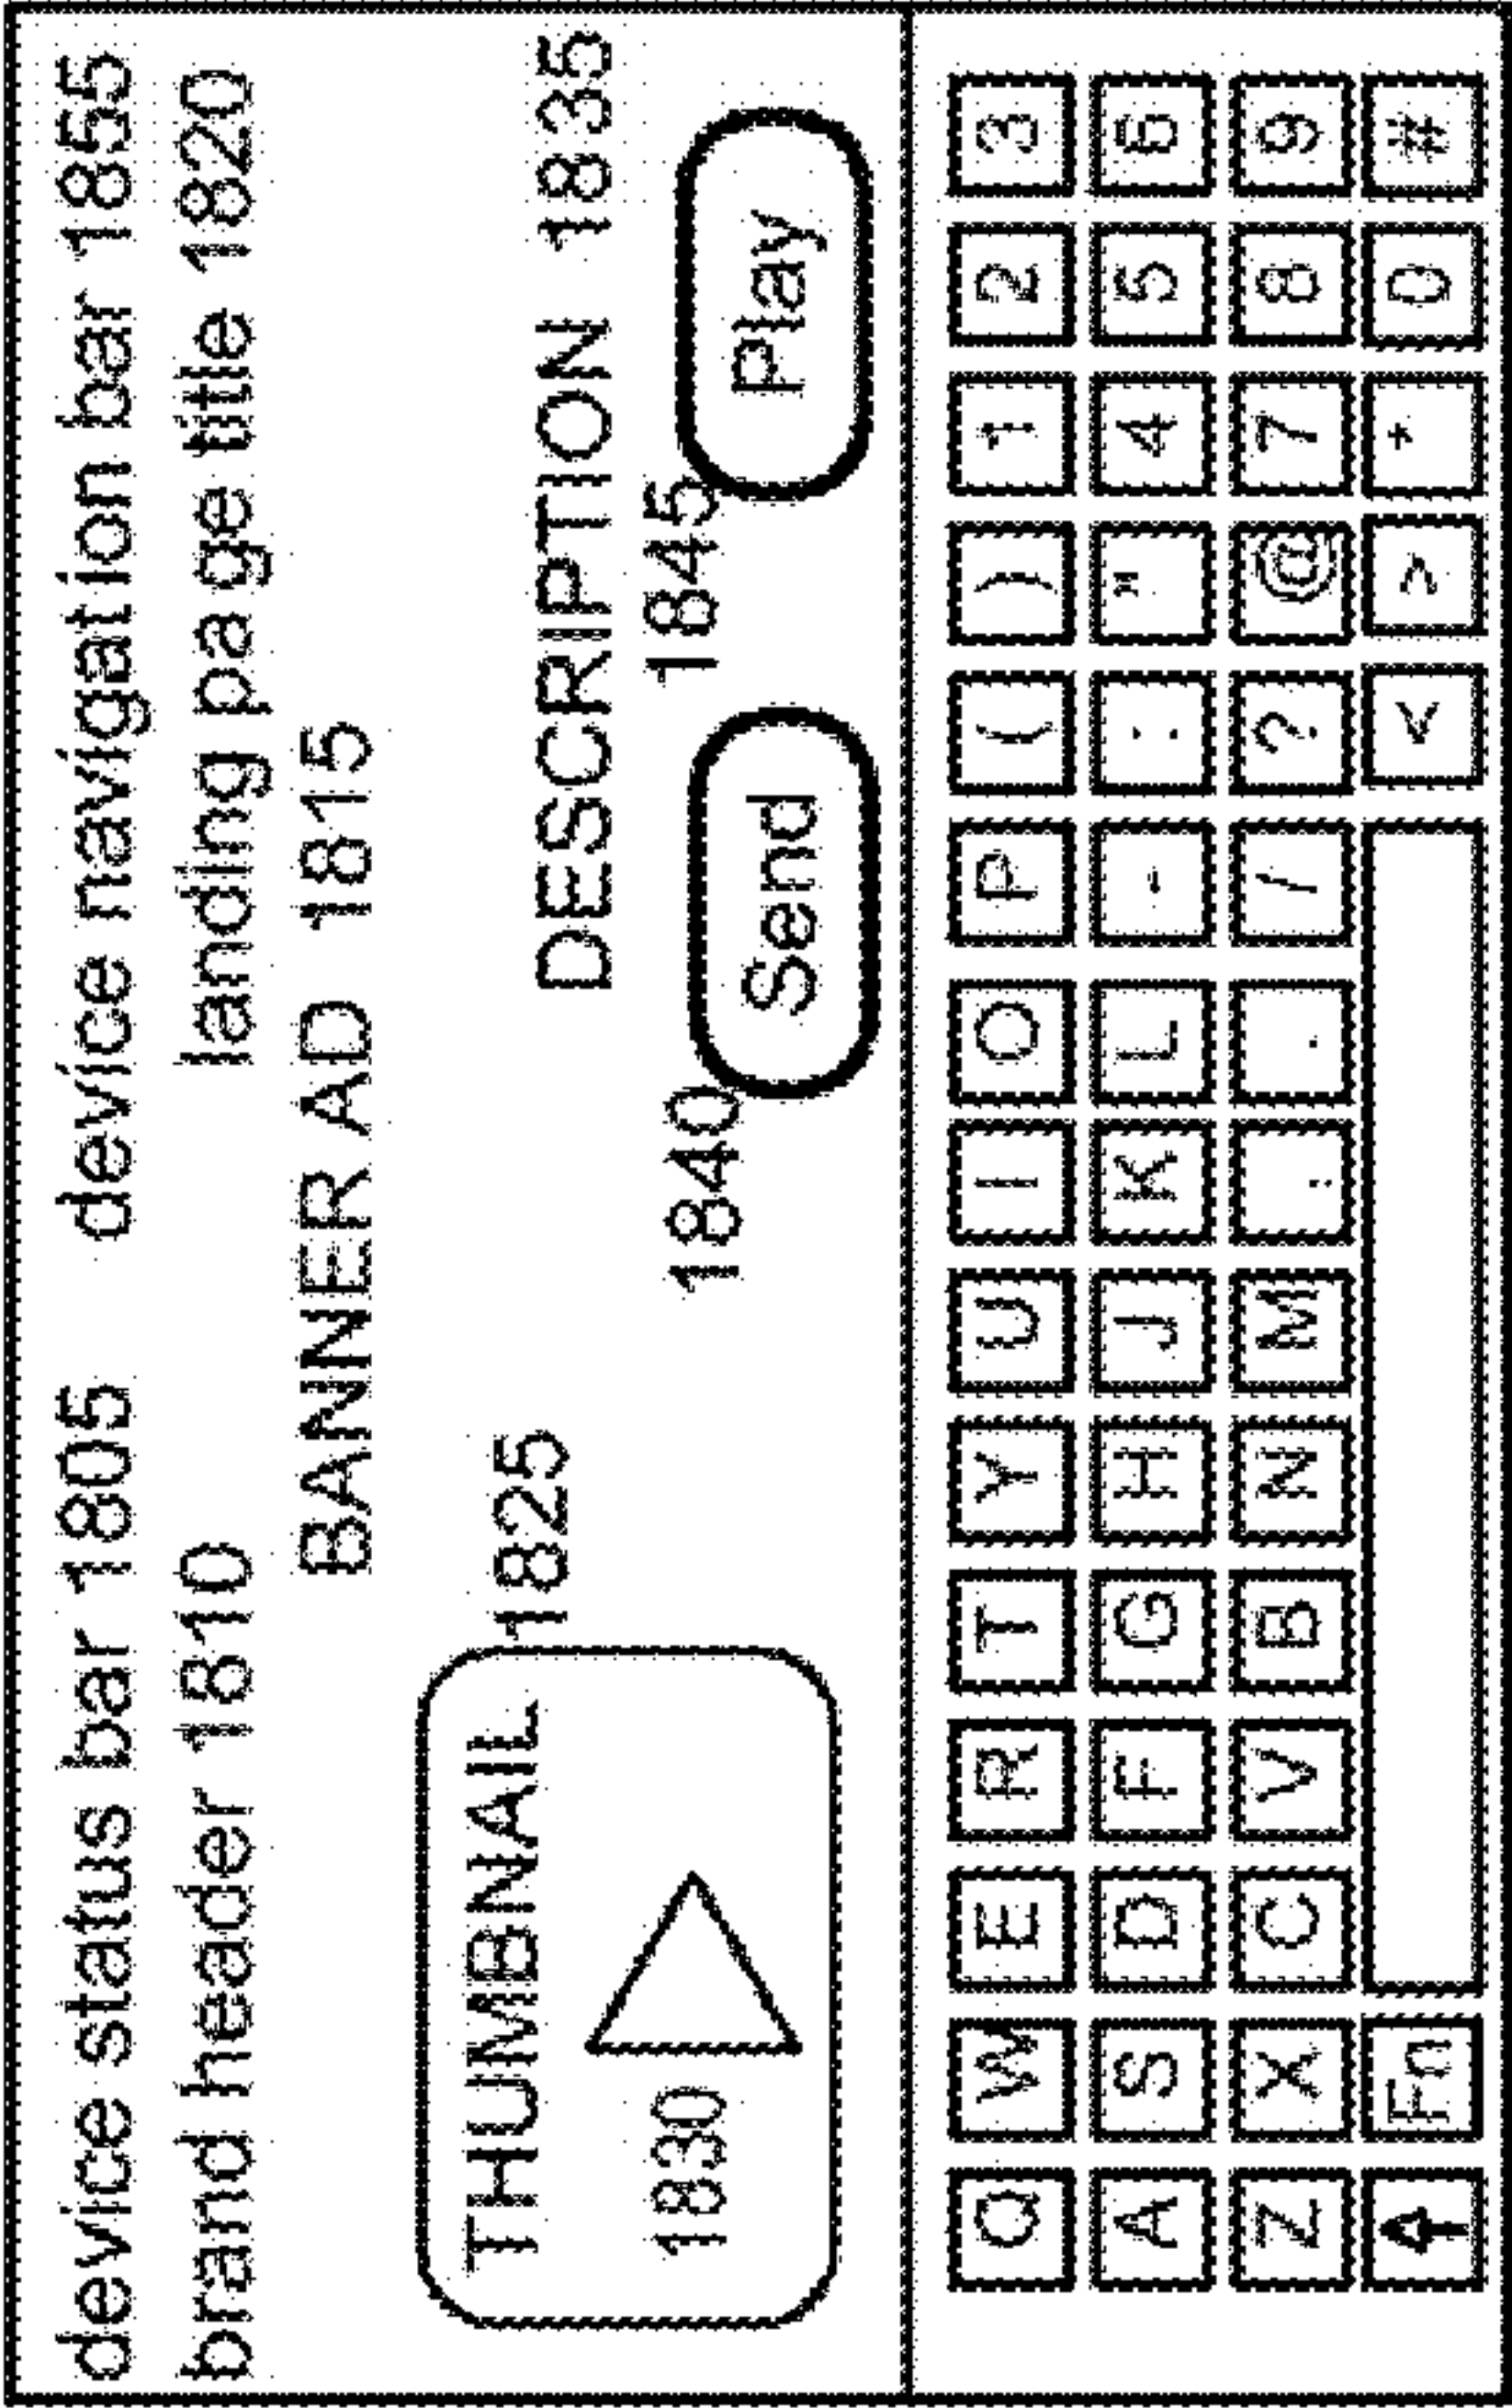 device status bar 1805 device navigation bar 1855
brand header 1810 landing page title 1820
BANNER AD 1815
THUMBNAIL 1825 DESCRIPTION 1835
1830 1840 Send 1845 Play
Q W E R T Y U I O P ( ) 1 2 3
A S D F G H J K L - : " 4 5 6
Z X C V B N M . / ? @ 7 8 9
Fn < > * 0 #